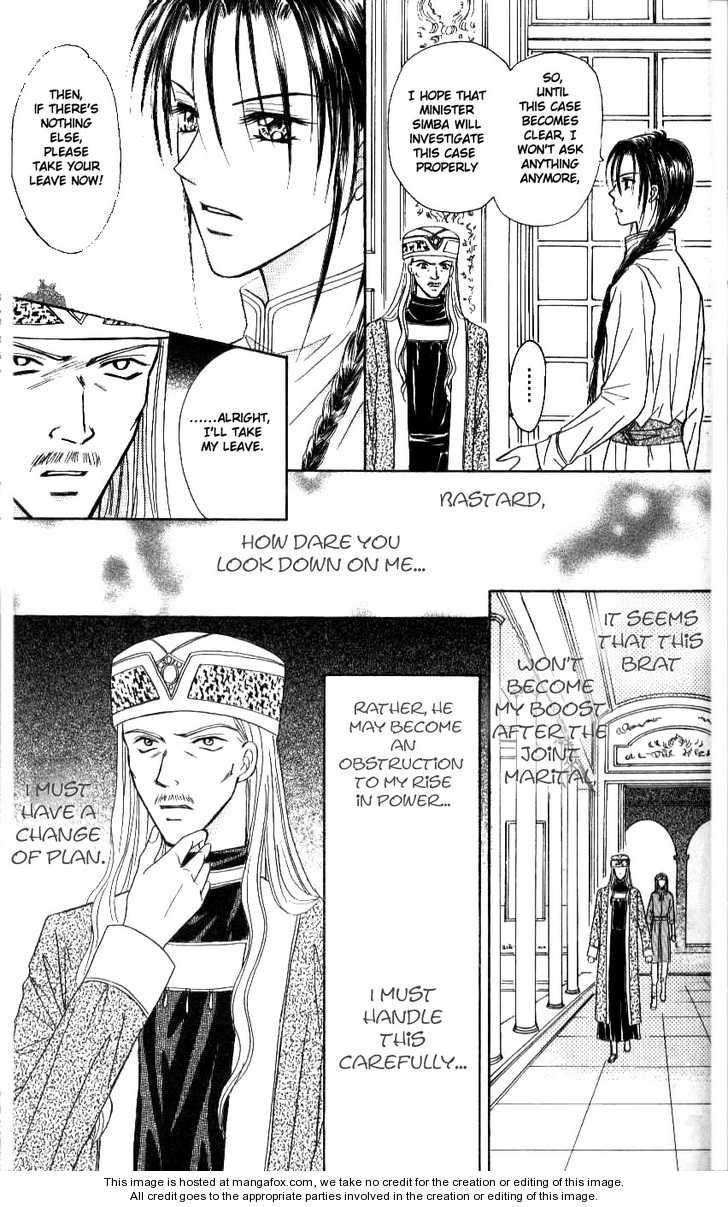 SO,
UNTIL
THIS CASE
BECOMES
CLEAR, I
WON'T ASK
ANYTHING
ANYMORE,
I HOPE THAT
MINISTER
SIMBA WILL
INVESTIGATE
THIS CASE
PROPERLY
......
THEN,
IF THERE'S
NOTHING
ELSE,
PLEASE
TAKE YOUR
LEAVE NOW!
......ALRIGHT,
I'LL TAKE
MY LEAVE.
BASTARD,
HOW DARE YOU
LOOK DOWN ON ME...
IT SEEMS
THAT THIS
BRAT
WON'T
BECOME
MY BOOST
AFTER THE
JOINT
MARITAL
RATHER, HE
MAY BECOME
AN
OBSTRUCTION
TO MY RISE
IN POWER...
I MUST
HAVE A
CHANGE
OF PLAN.
I MUST
HANDLE
THIS
CAREFULLY...
This image is hosted at mangafox.com, we take no credit for the creation or editing of this image.
All credit goes to the appropriate parties involved in the creation or editing of this image.